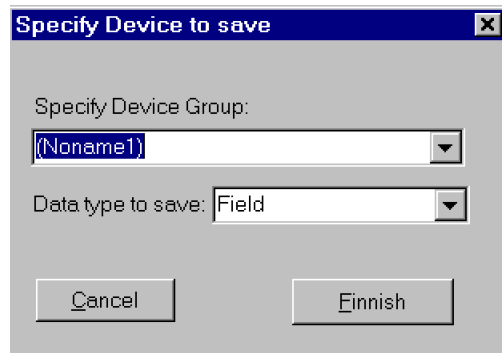 Specify Device to save
Specify Device Group:
(Noname1)
Data type to save: Field
Cancel Finnish